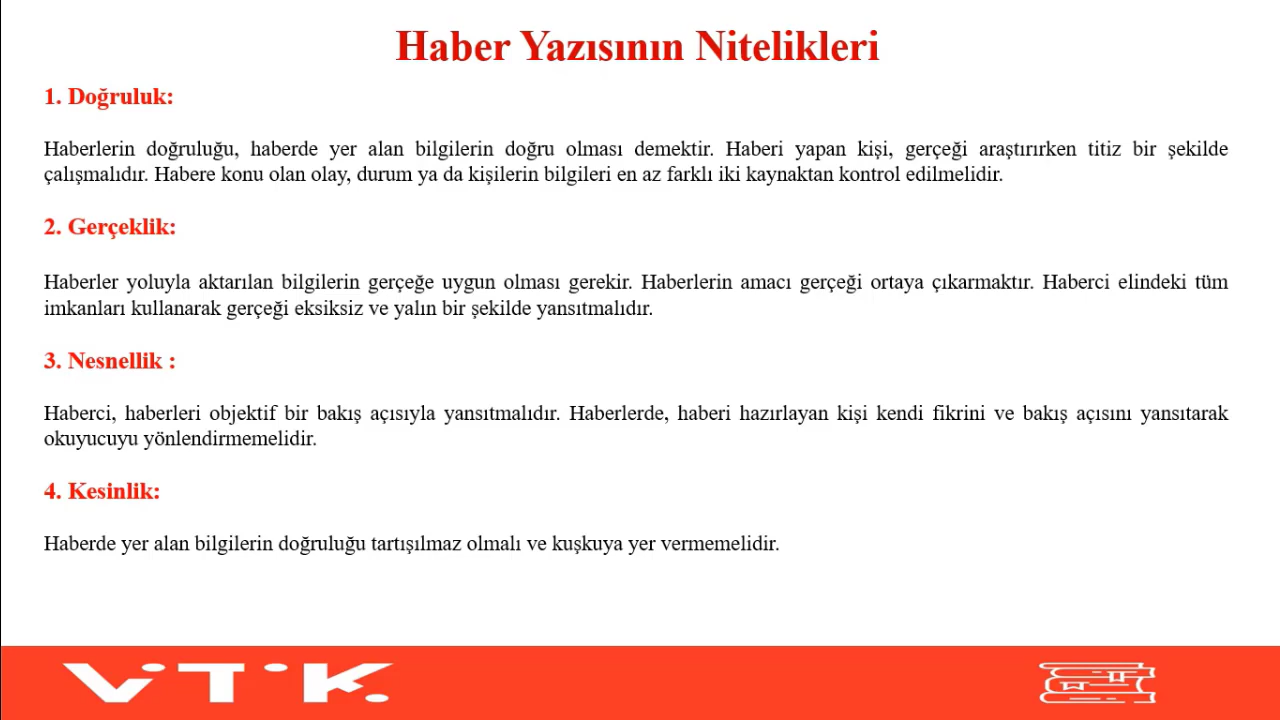 Haber Yazısının Nitelikleri
1. Doğruluk:
Haberlerin doğruluğu, haberde yer alan bilgilerin doğru olması demektir. Haberi yapan kişi, gerçeği araştırırken titiz bir şekilde
çalışmalıdır. Habere konu olan olay, durum ya da kişilerin bilgileri en az farklı iki kaynaktan kontrol edilmelidir.
2. Gerçeklik:
Haberler yoluyla aktarılan bilgilerin gerçeğe uygun olması gerekir. Haberlerin amacı gerçeği ortaya çıkarmaktır. Haberci elindeki tüm
imkanları kullanarak gerçeği eksiksiz ve yalın bir şekilde yansıtmalıdır.
3. Nesnellik :
Haberci, haberleri objektif bir bakış açısıyla yansıtmalıdır. Haberlerde, haberi hazırlayan kişi kendi fikrini ve bakış açısını yansıtarak
okuyucuyu yönlendirmemelidir.
4. Kesinlik:
Haberde yer alan bilgilerin doğruluğu tartışılmaz olmalı ve kuşkuya yer vermemelidir.
V.T.K.